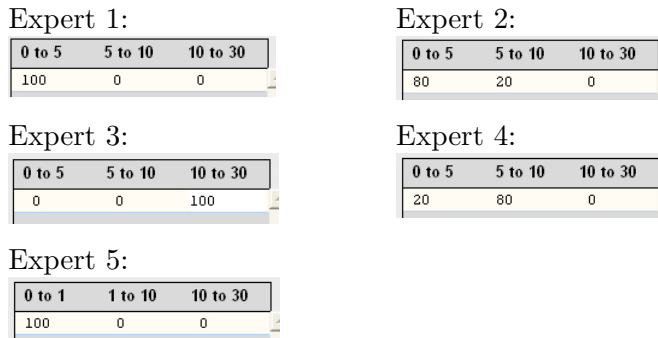 Expert 1:
0 to 5 5 to 10 10 to 30
100 0 0
Expert 2:
0 to 5 5 to 10 10 to 30
80 20 0
Expert 3:
0 to 5 5 to 10 10 to 30
0 0 100
Expert 4:
0 to 5 5 to 10 10 to 30
20 80 0
Expert 5:
0 to 1 1 to 10 10 to 30
100 0 0